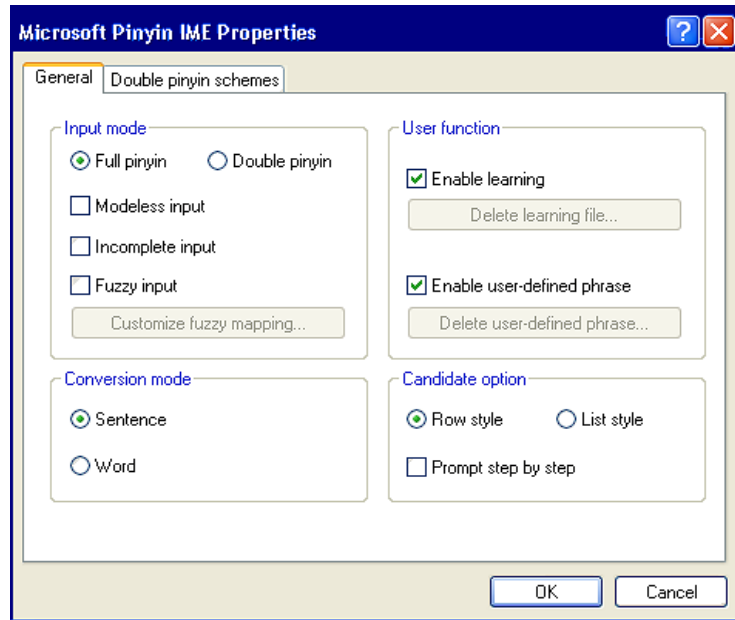 Microsoft Pinyin IME Properties
General
Double pinyin schemes
Input mode
Full pinyin
Double pinyin
Modeless input
Incomplete input
Fuzzy input
Customize fuzzy mapping...
User function
Enable learning
Delete learning file...
Enable user-defined phrase
Delete user-defined phrase...
Conversion mode
Sentence
Word
Candidate option
Row style
List style
Prompt step by step
OK
Cancel